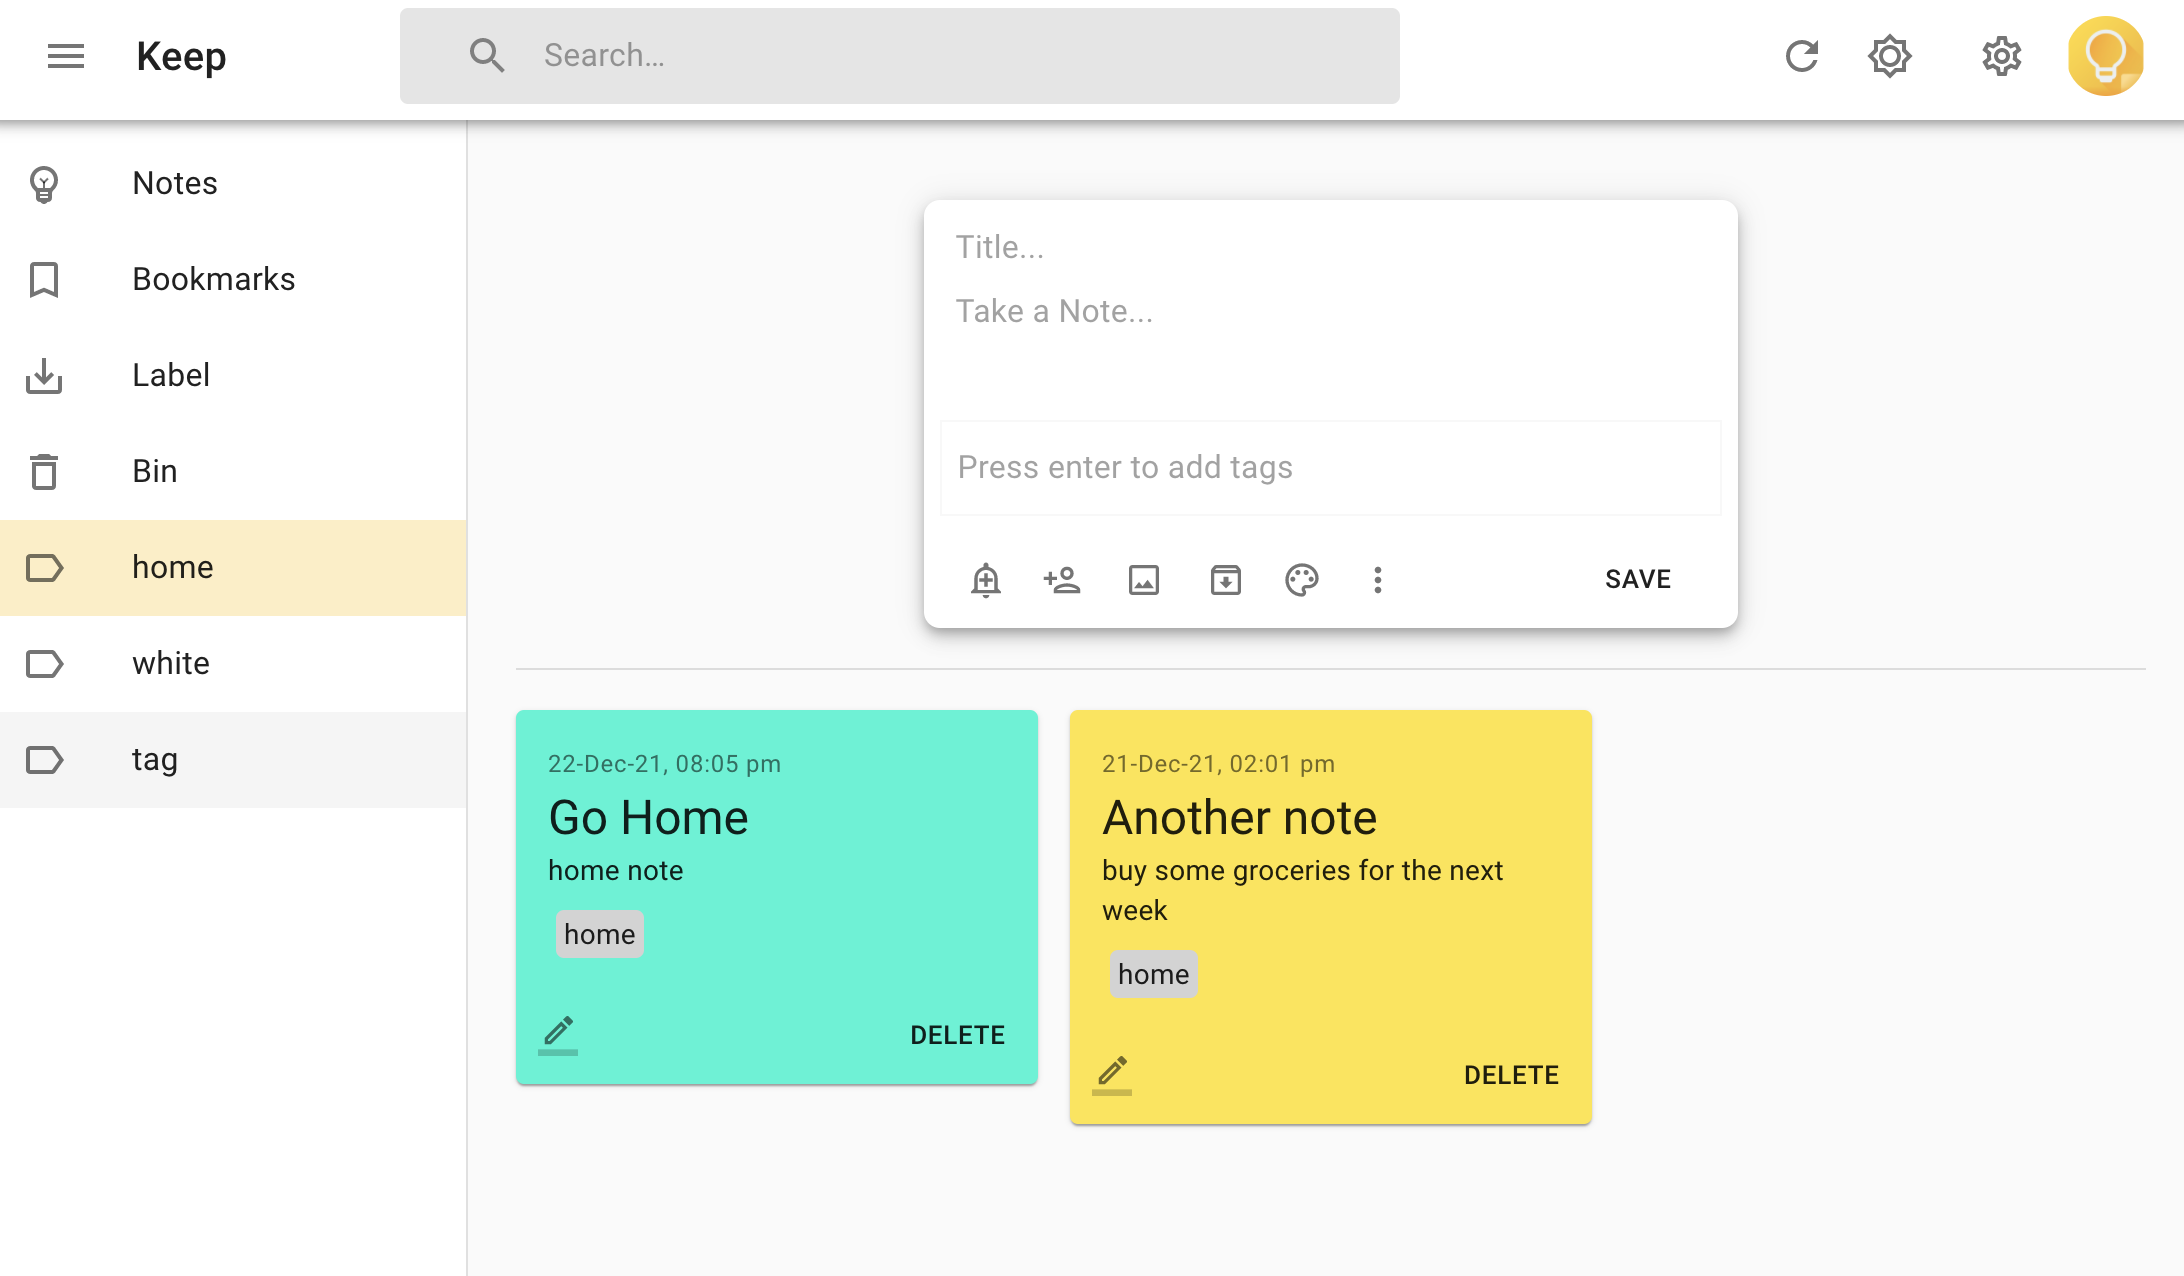 Keep
Search...
Notes
Bookmarks
Label
Bin
home
white
tag
Title...
Take a Note...
Press enter to add tags
SAVE
22-Dec-21, 08:05 pm
Go Home
home note
home
DELETE
21-Dec-21, 02:01 pm
Another note
buy some groceries for the next
week
home
DELETE